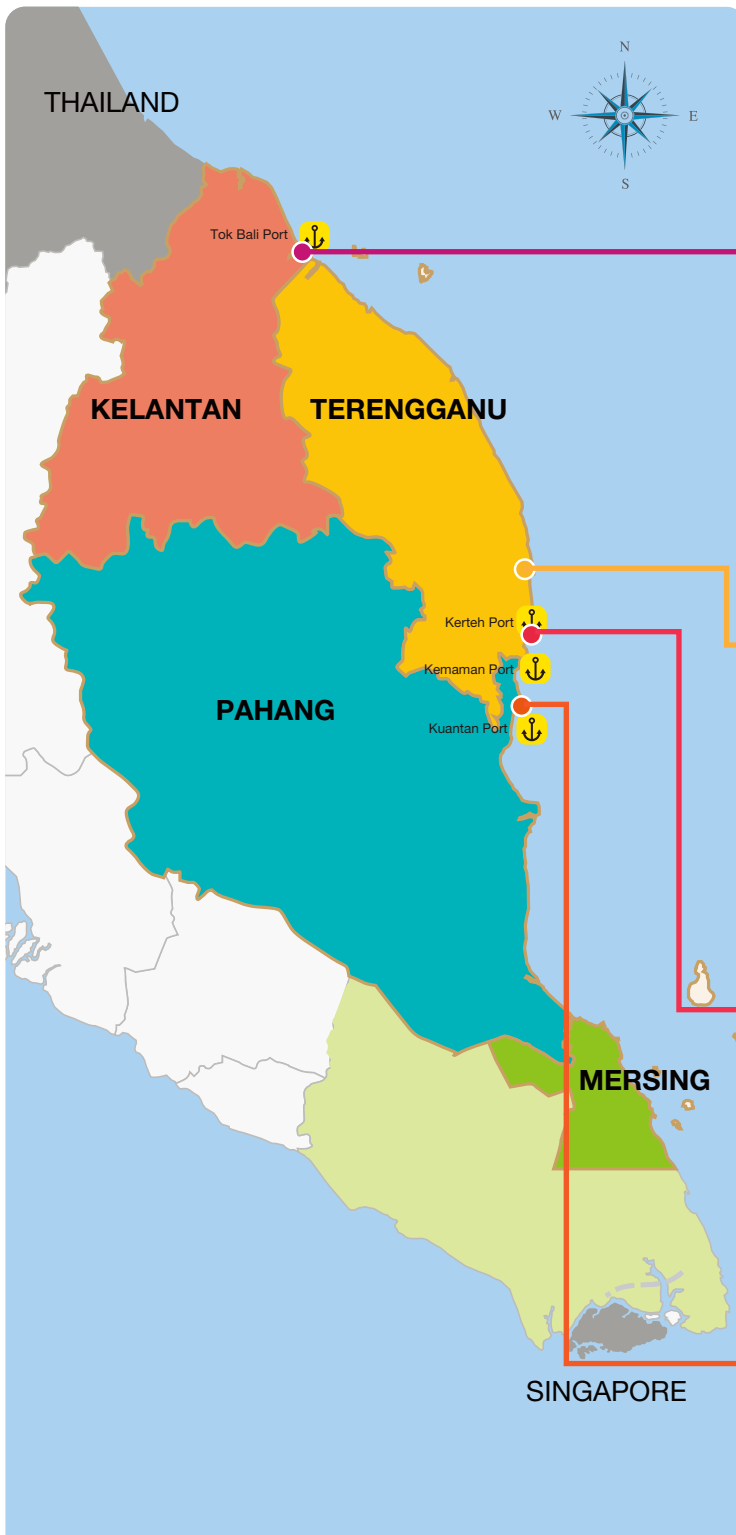 N
THAILAND
W
E
S
Tok Bali Port
KELANTAN
TERENGGANU
Kerteh Port
Kemaman Port
PAHANG
Kuantan Port
MERSING
SINGAPORE